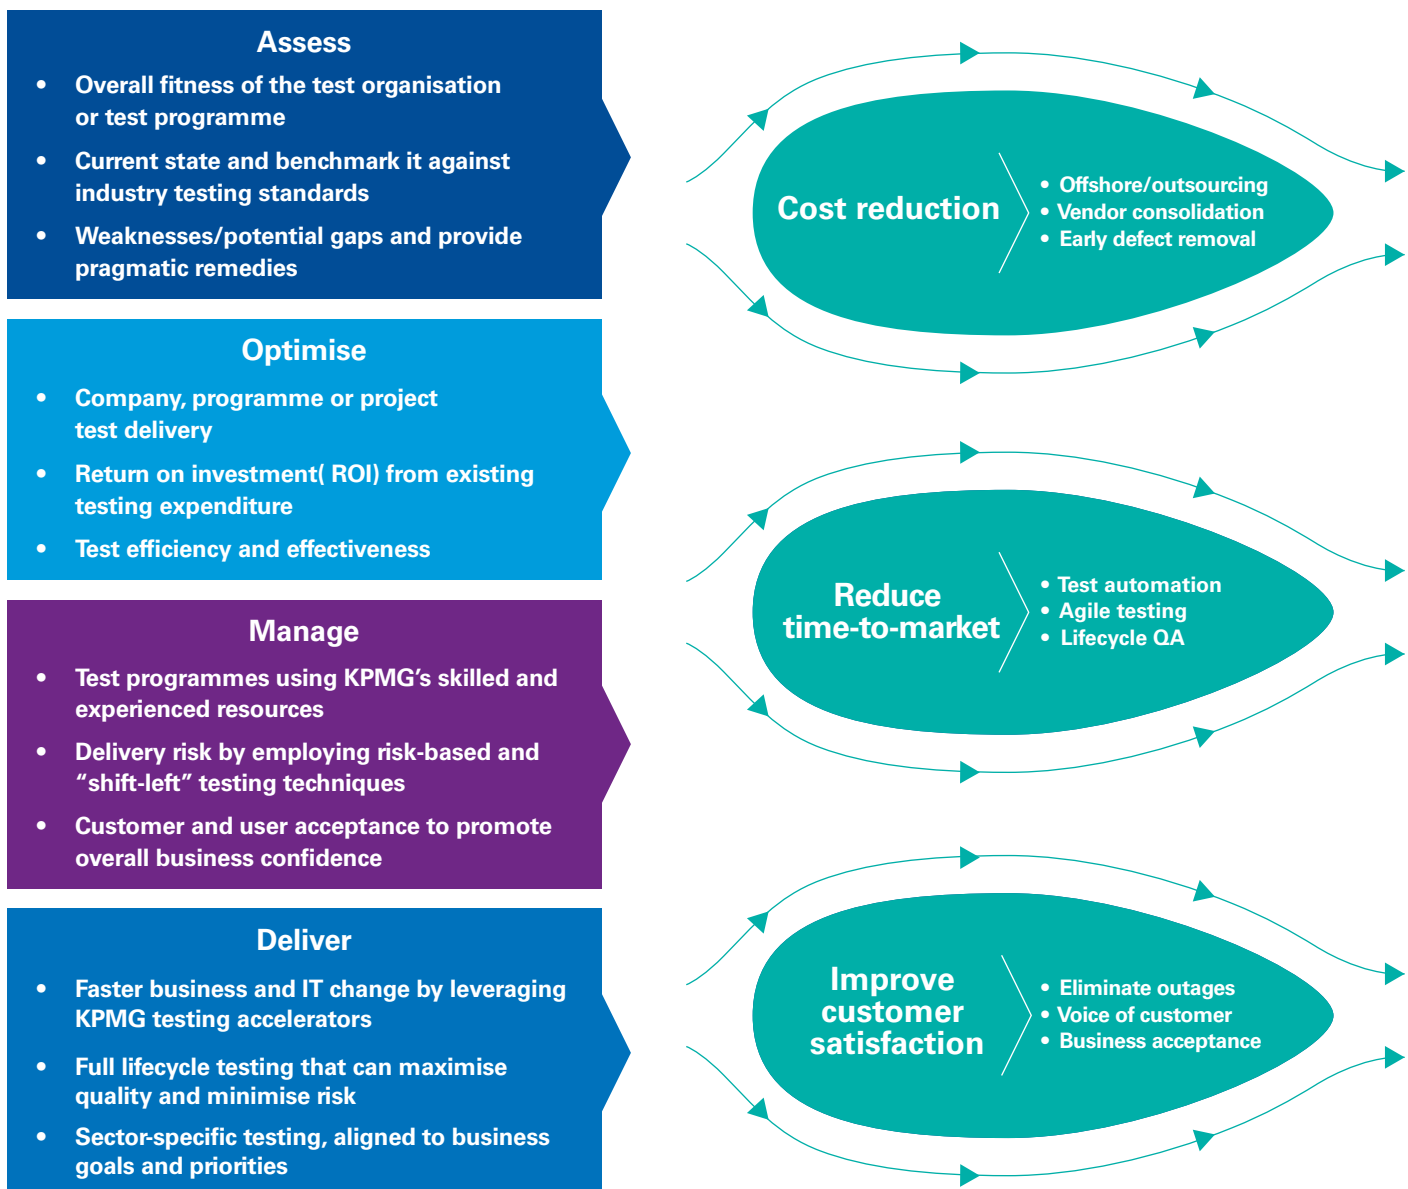 Assess
• Overall fitness of the test organisation
or test programme
• Current state and benchmark it against
industry testing standards
• Weaknesses/potential gaps and provide
pragmatic remedies
Optimise
• Company, programme or project
test delivery
• Return on investment( ROI) from existing
testing expenditure
• Test efficiency and effectiveness
Manage
• Test programmes using KPMG’s skilled and
experienced resources
• Delivery risk by employing risk-based and
“shift-left” testing techniques
• Customer and user acceptance to promote
overall business confidence
Deliver
• Faster business and IT change by leveraging
KPMG testing accelerators
• Full lifecycle testing that can maximise
quality and minimise risk
• Sector-specific testing, aligned to business
goals and priorities
Cost reduction
• Offshore/outsourcing
• Vendor consolidation
• Early defect removal
Reduce
time-to-market
• Test automation
• Agile testing
• Lifecycle QA
Improve
customer
satisfaction
• Eliminate outages
• Voice of customer
• Business acceptance